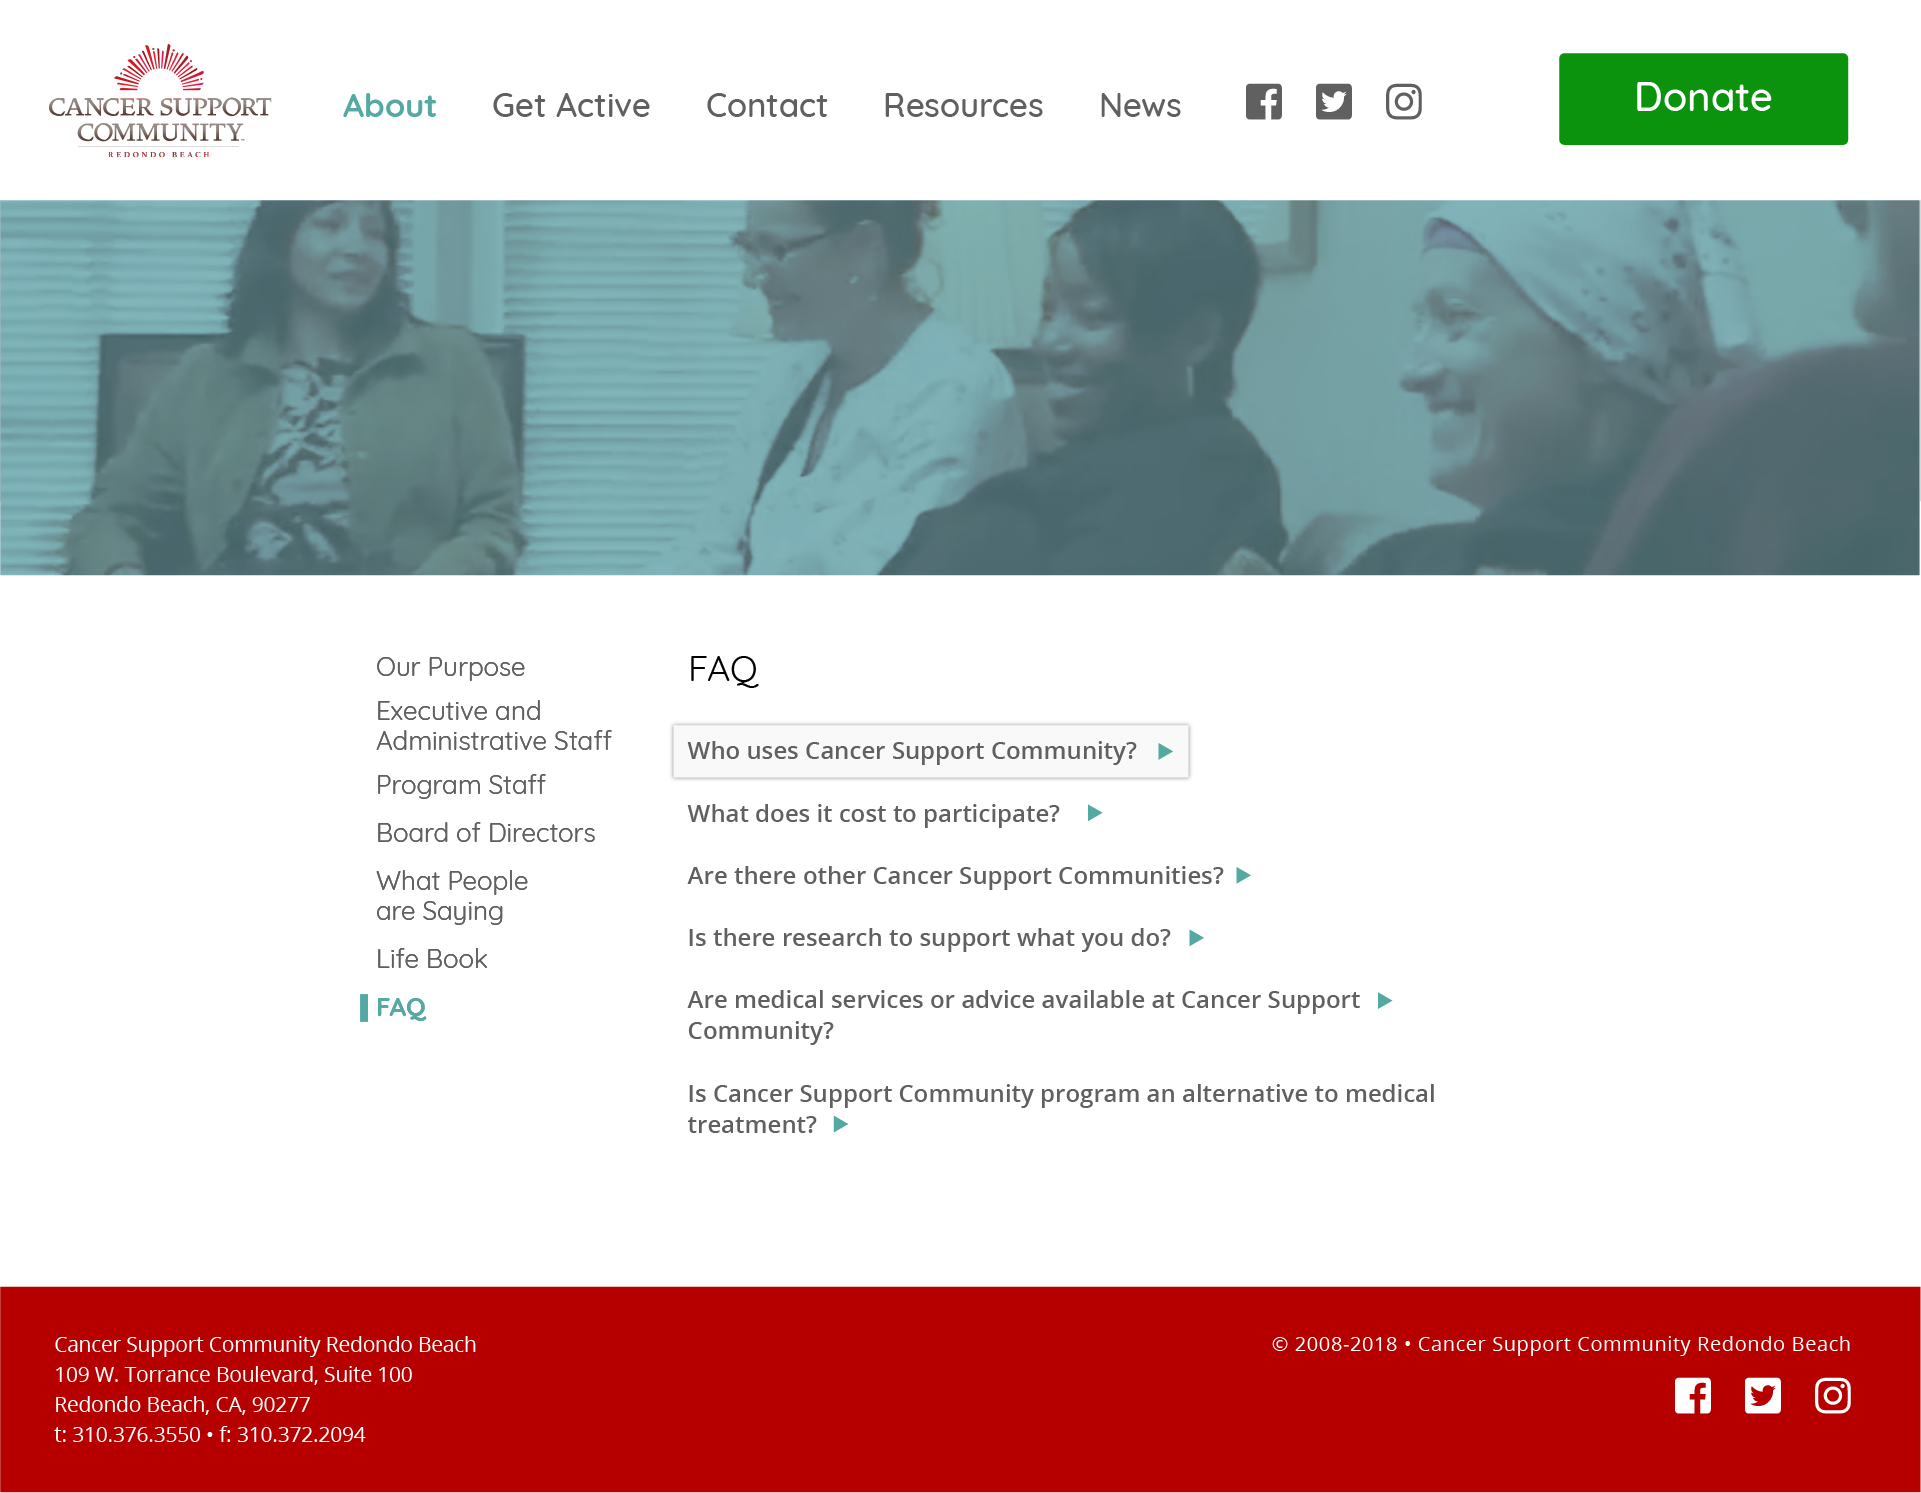 CANCER SUPPORT
COMMUNITY
REDONDO BEACH
About
Get Active
Contact
Resources
News
Donate
Our Purpose
Executive and
Administrative Staff
Program Staff
Board of Directors
What People
are Saying
Life Book
FAQ
FAQ
Who uses Cancer Support Community?
What does it cost to participate?
Are there other Cancer Support Communities?
Is there research to support what you do?
Are medical services or advice available at Cancer Support
Community?
Is Cancer Support Community program an alternative to medical
treatment?
Cancer Support Community Redondo Beach
109 W. Torrance Boulevard, Suite 100
Redondo Beach, CA, 90277
t: 310.376.3550 • f: 310.372.2094
© 2008-2018 • Cancer Support Community Redondo Beach